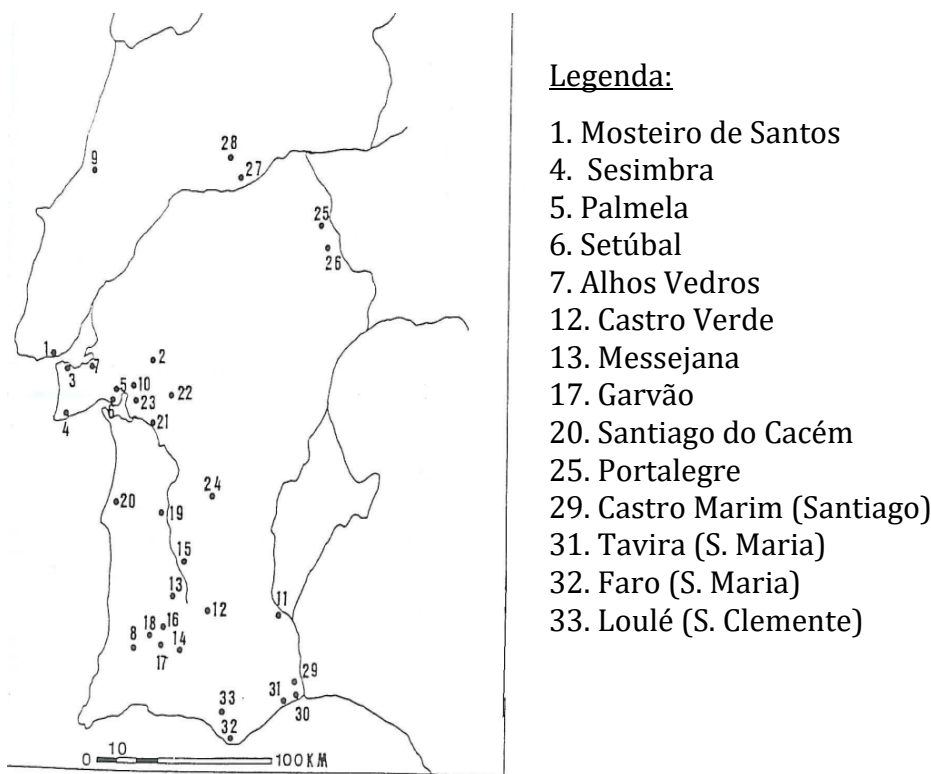 28
9
27
25
26
1
2
3
7
5
10
22
6
23
4
21
24
20
19
15
13
12
11
18
16
8
17
14
29
33
31
30
32
0
10
100 KM
Legenda:
1. Mosteiro de Santos
4. Sesimbra
5. Palmela
6. Setúbal
7. Alhos Vedros
12. Castro Verde
13. Messejana
17. Garvão
20. Santiago do Cacém
25. Portalegre
29. Castro Marim (Santiago)
31. Tavira (S. Maria)
32. Faro (S. Maria)
33. Loulé (S. Clemente)